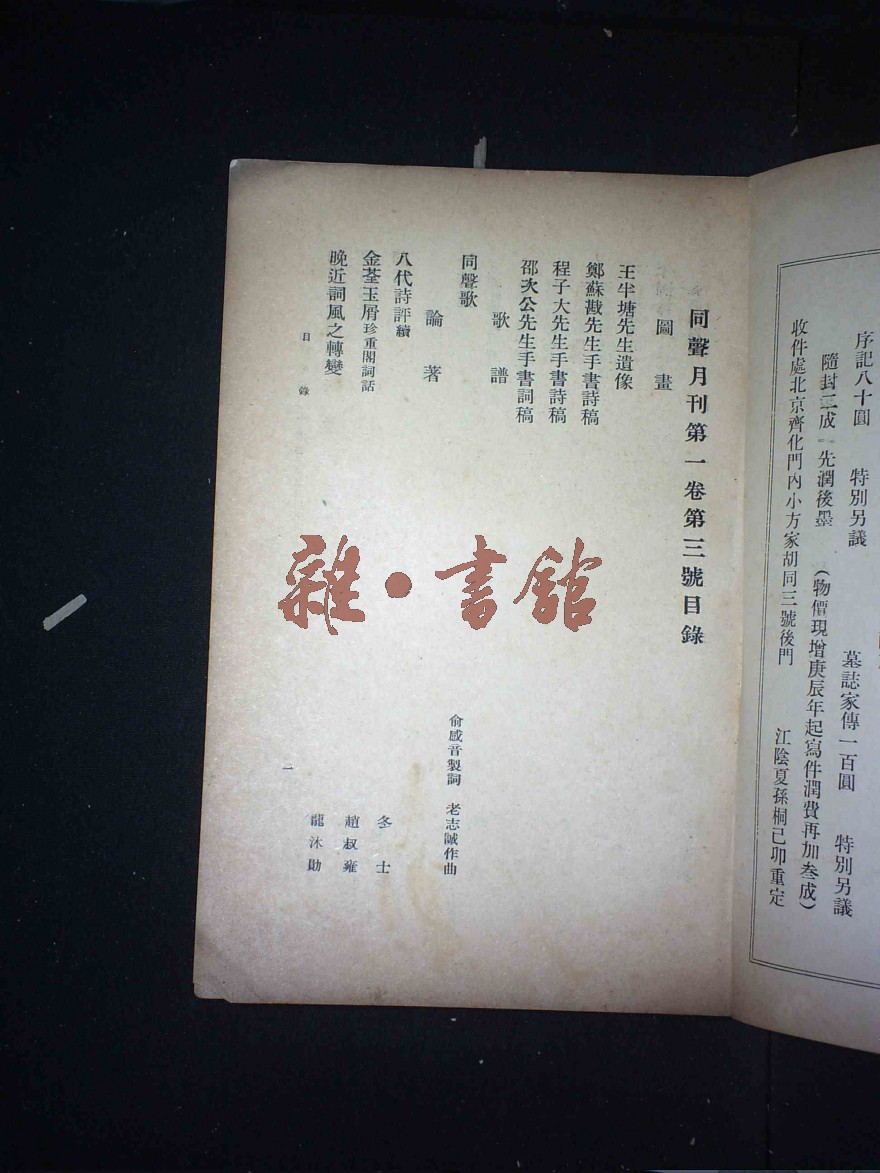 序記八十圓　特別另議　墓誌家傳一百圓　特別另議
隨封二成　先潤後墨　（物價現增庚辰年起寫件潤費再加叁成）
收件處北京齊化門內小方家胡同三號後門　江陰夏孫桐己卯重定
同聲月刊第一卷第三號目錄
圖畫
王半塘先生遺像
鄭蘇戡先生手書詩稿
程子大先生手書詩稿
邵次公先生手書詞稿
歌譜
同聲歌　俞感音製詞　老志誠作曲
論著
八代詩評續　冬士
金荃玉屑珍重閣詞話　趙叔雍
晚近詞風之轉變　龍沐勛
目錄　一
雜·書館